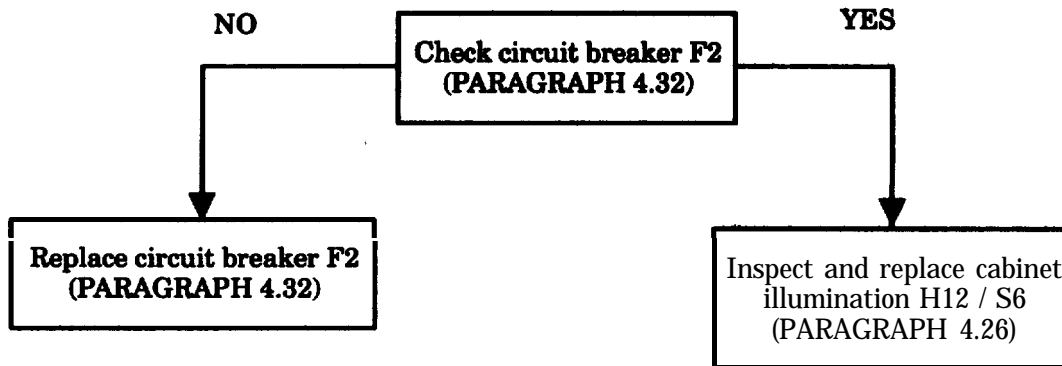 NO
YES
Check circuit breaker F2
(PARAGRAPH 4.32)
Replace circuit breaker F2
(PARAGRAPH 4.32)
Inspect and replace cabinet
illumination H12 / S6
(PARAGRAPH 4.26)